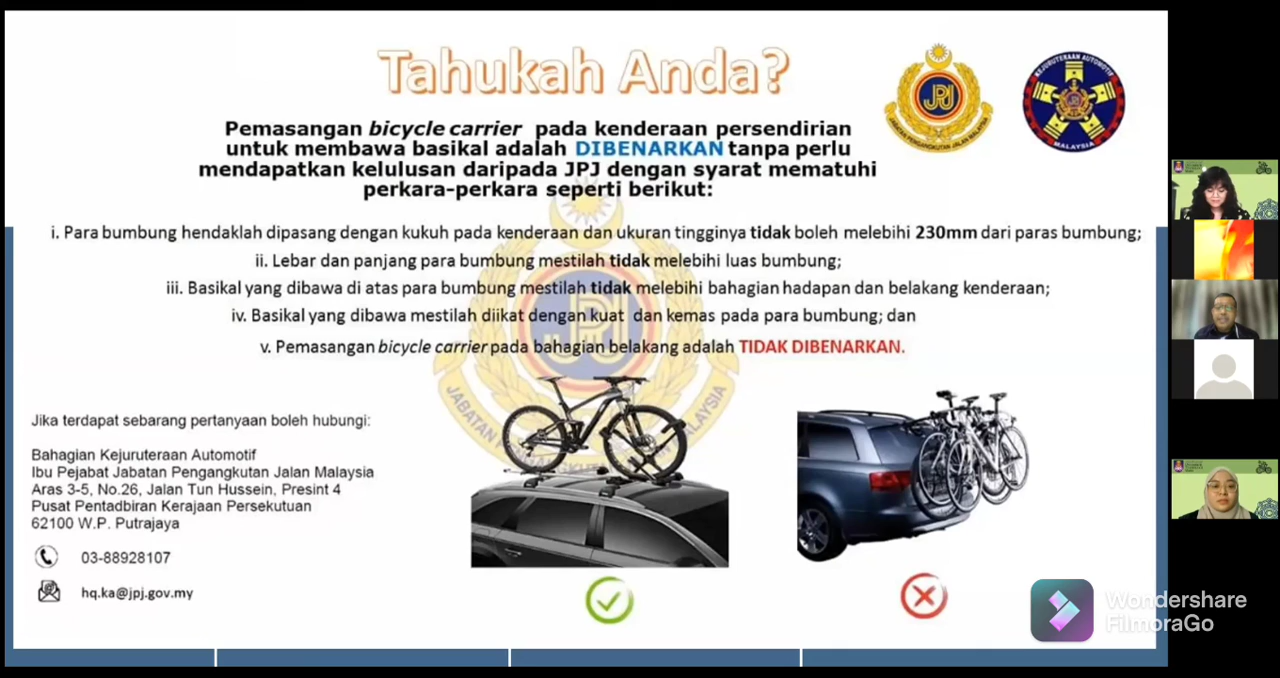 Tahukah Anda?
JPJ
JABATAN PENGANGKUTAN JALAN MALAYSIA
KEJURUTERAAN AUTOMOTIF
JPJ
MALAYSIA
Pemasangan bicycle carrier pada kenderaan persendirian
untuk membawa basikal adalah DIBENARKAN tanpa perlu
mendapatkan kelulusan daripada JPJ dengan syarat mematuhi
perkara-perkara seperti berikut:
i. Para bumbung hendaklah dipasang dengan kukuh pada kenderaan dan ukuran tingginya tidak boleh melebihi 230mm dari paras bumbung;
ii. Lebar dan panjang para bumbung mestilah tidak melebihi luas bumbung;
iii. Basikal yang dibawa di atas para bumbung mestilah tidak melebihi bahagian hadapan dan belakang kenderaan;
iv. Basikal yang dibawa mestilah diikat dengan kuat dan kemas pada para bumbung; dan
v. Pemasangan bicycle carrier pada bahagian belakang adalah TIDAK DIBENARKAN.
Jika terdapat sebarang pertanyaan boleh hubungi:
Bahagian Kejuruteraan Automotif
Ibu Pejabat Jabatan Pengangkutan Jalan Malaysia
Aras 3-5, No.26, Jalan Tun Hussein, Presint 4
Pusat Pentadbiran Kerajaan Persekutuan
62100 W.P. Putrajaya
03-88928107
hq.ka@jpj.gov.my
Wondershare
FilmoraGo